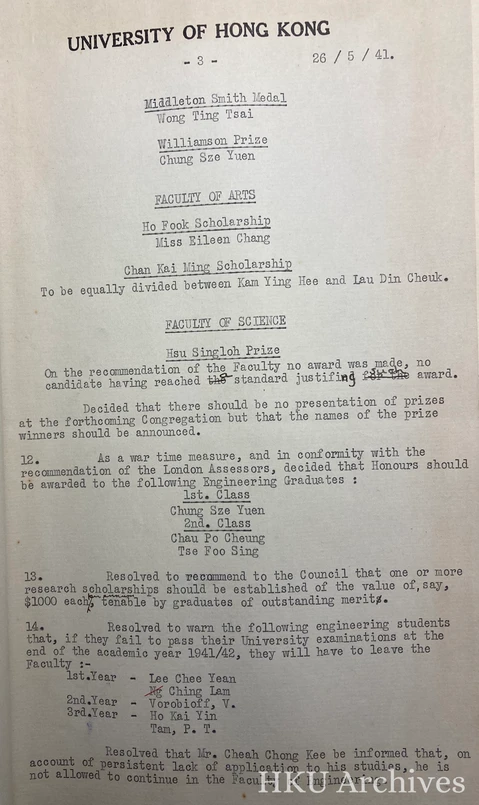 UNIVERSITY OF HONG KONG
- 3 -
26 / 5 / 41.
Middleton Smith Medal
Wong Ting Tsai
Williamson Prize
Chung Sze Yuen
FACULTY OF ARTS
Ho Fook Scholarship
Miss Eileen Chang
Chan Kai Ming Scholarship
To be equally divided between Kam Ying Hee and Lau Din Cheuk.
FACULTY OF SCIENCE
Hsu Singloh Prize
On the recommendation of the Faculty no award was made, no
candidate having reached the standard justifing award.
Decided that there should be no presentation of prizes
at the forthcoming Congregation but that the names of the prize
winners should be announced.
12. As a war time measure, and in conformity with the
recommendation of the London Assessors, decided that Honours should
be awarded to the following Engineering Graduates :
1st. Class
Chung Sze Yuen
2nd. Class
Chau Po Cheung
Tse Foo Sing
13. Resolved to recommend to the Council that one or more
research scholarships should be established of the value of, say,
$1000 each, tenable by graduates of outstanding merit.
14. Resolved to warn the following engineering students
that, if they fail to pass their University examinations at the
end of the academic year 1941/42, they will have to leave the
Faculty :-
1st.Year - Lee Chee Yean
Ng Ching Lam
2nd.Year - Vorobioff, V.
3rd.Year - Ho Kai Yin
Tam, P. T.
Resolved that Mr. Cheah Chong Kee be informed that, on
account of persistent lack of application to his studies, he is
not allowed to continue in the Faculty of Engineering.
HKU Archives